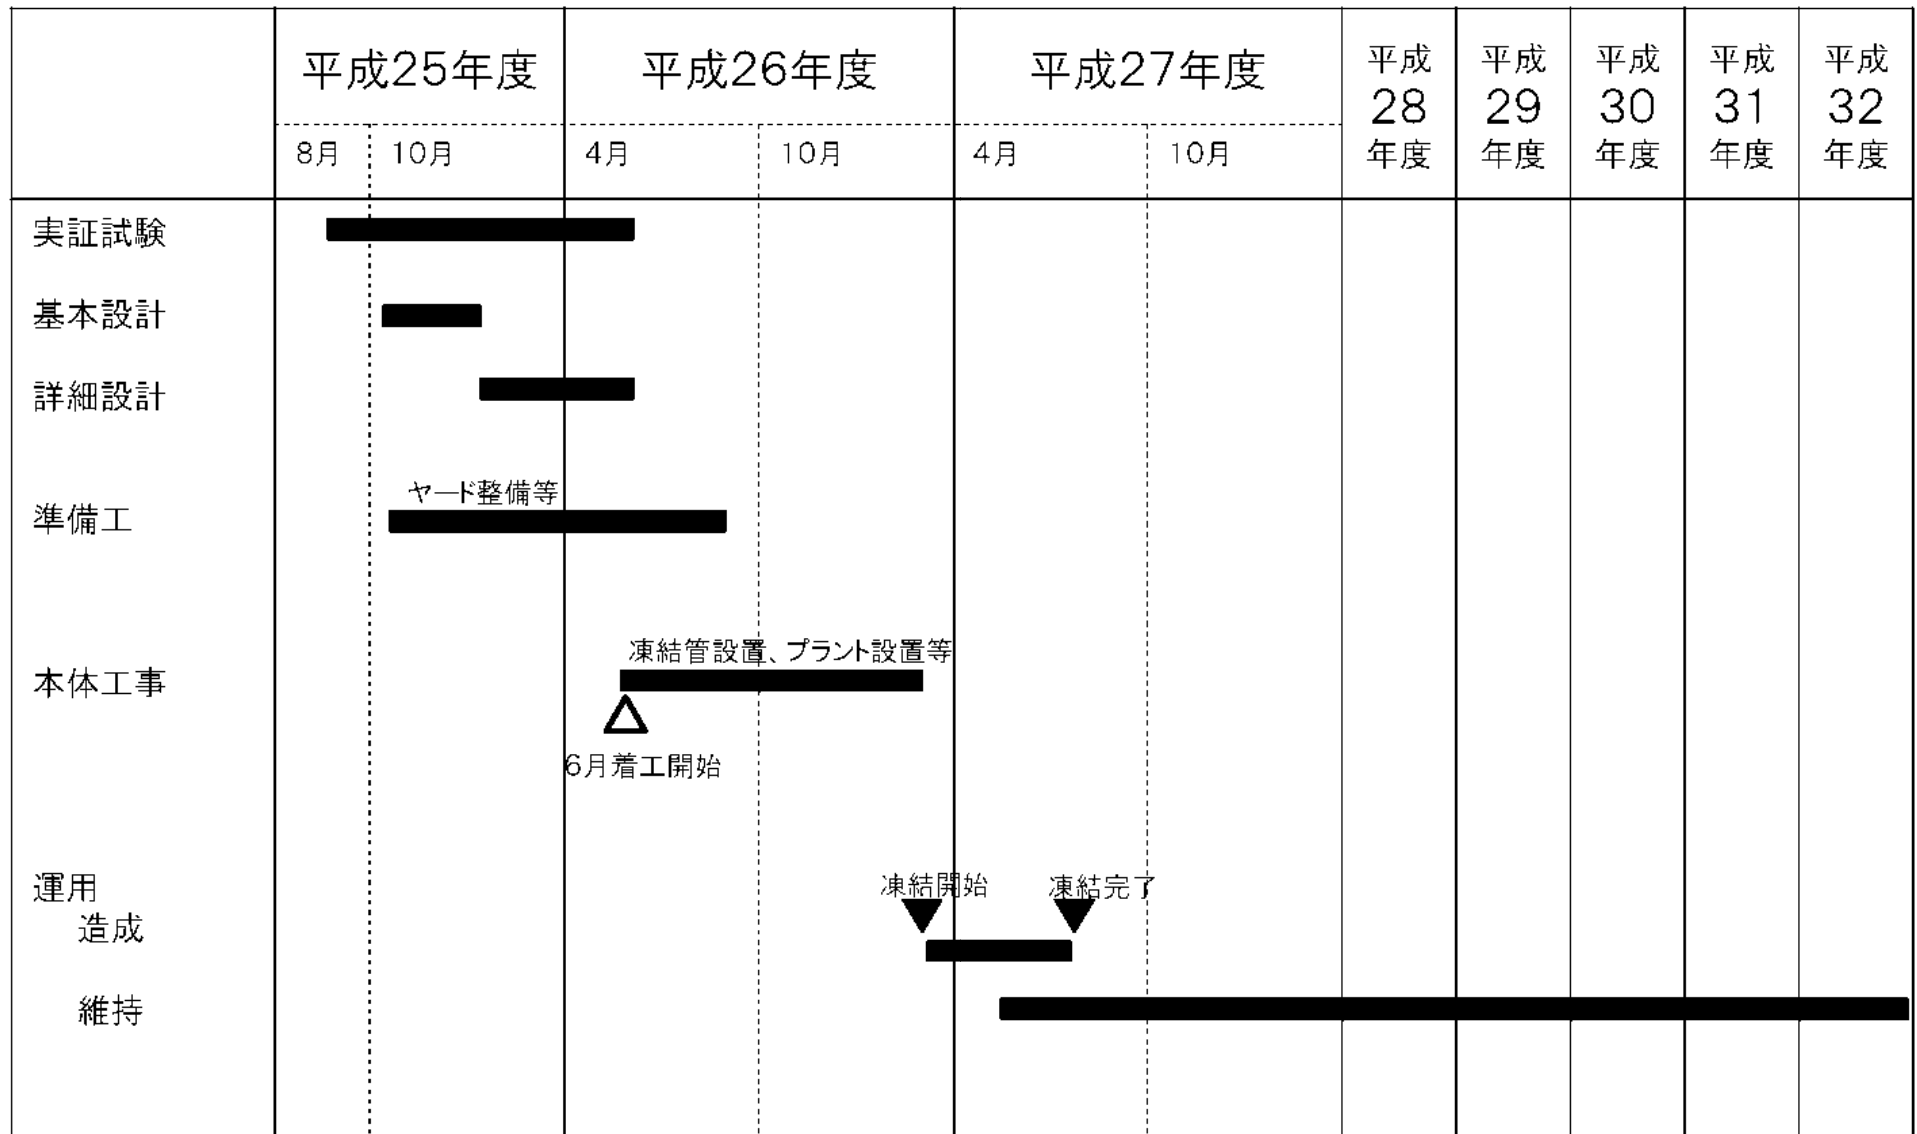 平成25年度
平成26年度
平成27年度
平成
28
年度
平成
29
年度
平成
30
年度
平成
31
年度
平成
32
年度
8月
10月
4月
10月
4月
10月
実証試験
基本設計
詳細設計
ヤード整備等
準備工
凍結管設置、プラント設置等
本体工事
6月着工開始
運用
凍結開始
凍結完了
造成
維持